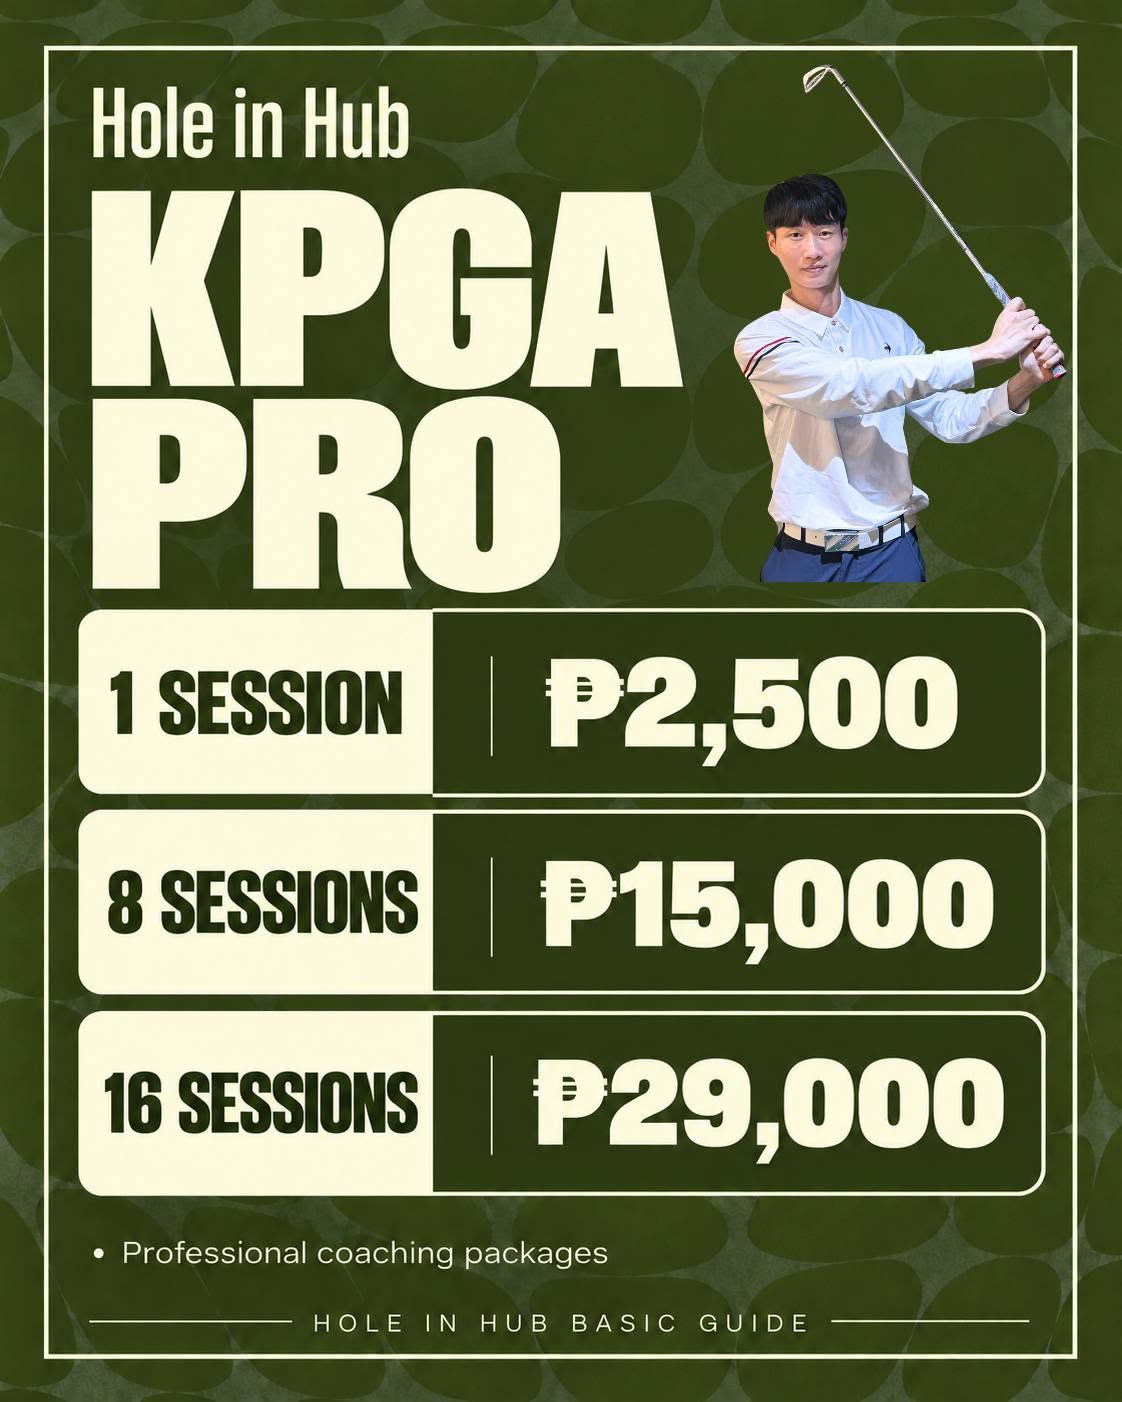 Hole in Hub
KPGA
PRO
1 SESSION
₱2,500
8 SESSIONS
₱15,000
16 SESSIONS
₱29,000
• Professional coaching packages
HOLE IN HUB BASIC GUIDE